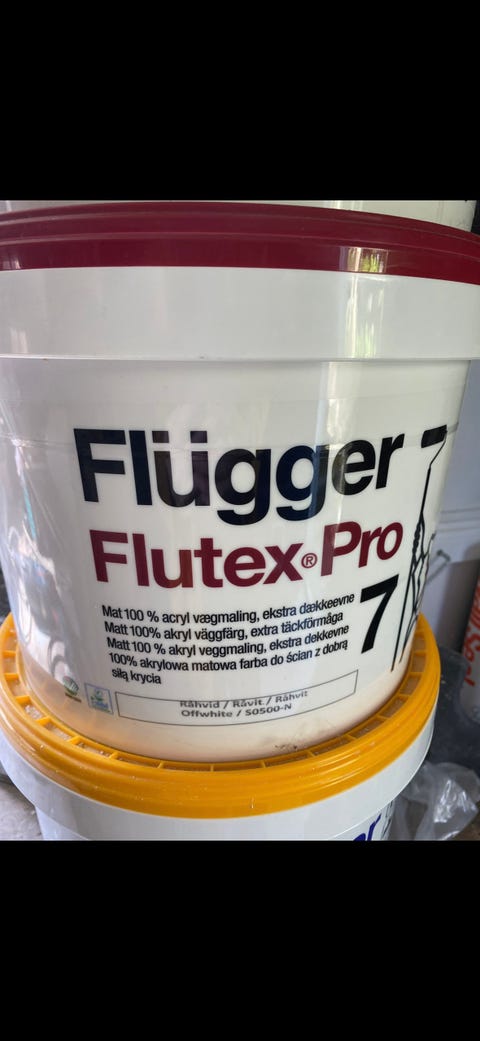 Flügger
Flutex® Pro
7
Mat 100 % acryl vægmaling, ekstra dækkeevne
Matt 100% akryl väggfärg, extra täckförmåga
Matt 100 % akryl veggmaling, ekstra dekkevne
100% akrylowa matowa farba do ścian z dobrą
siłą krycia
Råhvid / Råvit / Råhvit
Offwhite / S0500-N